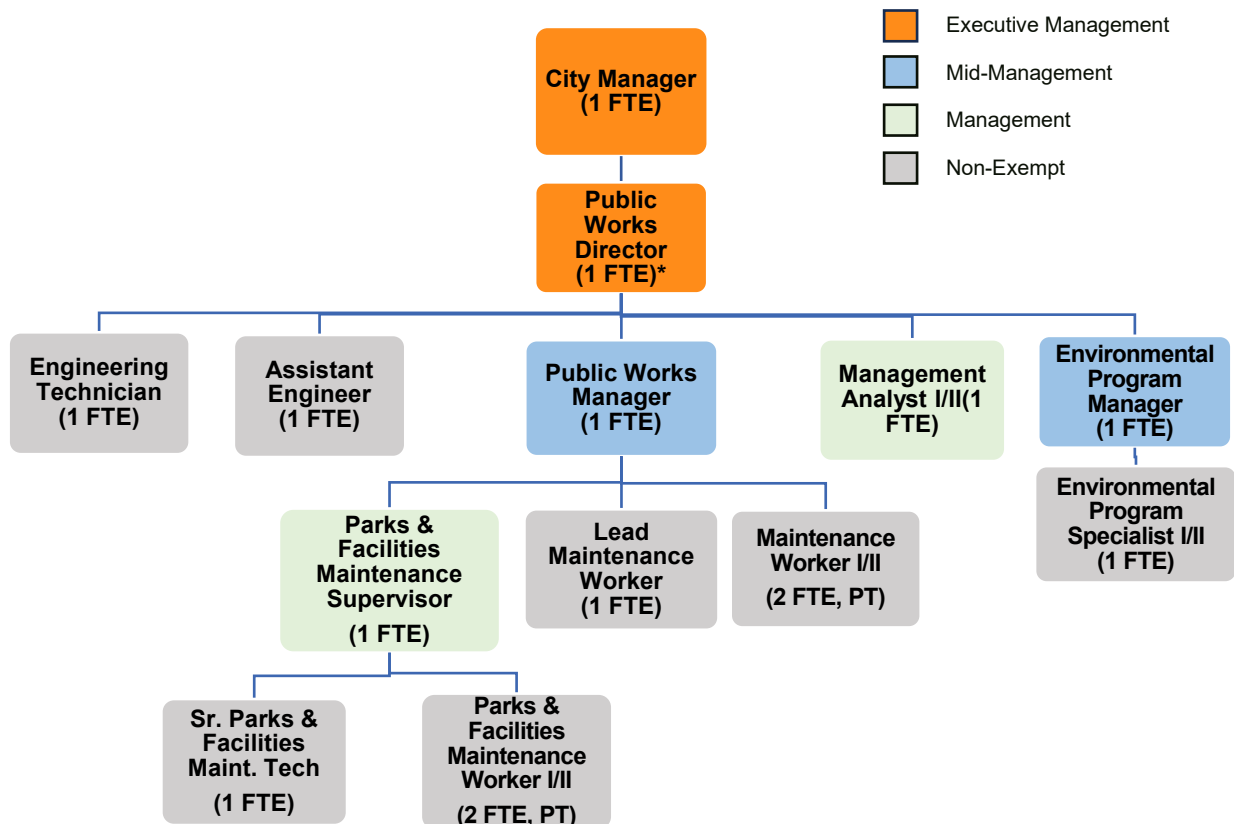 Executive Management
Mid-Management
Management
Non-Exempt
City Manager
(1 FTE)
Public
Works
Director
(1 FTE)*
Engineering
Technician
(1 FTE)
Assistant
Engineer
(1 FTE)
Public Works
Manager
(1 FTE)
Management
Analyst I/II(1
FTE)
Environmental
Program
Manager
(1 FTE)
Parks &
Facilities
Maintenance
Supervisor
(1 FTE)
Lead
Maintenance
Worker
(1 FTE)
Maintenance
Worker I/II
(2 FTE, PT)
Environmental
Program
Specialist I/II
(1 FTE)
Sr. Parks &
Facilities
Maint. Tech
(1 FTE)
Parks &
Facilities
Maintenance
Worker I/II
(2 FTE, PT)